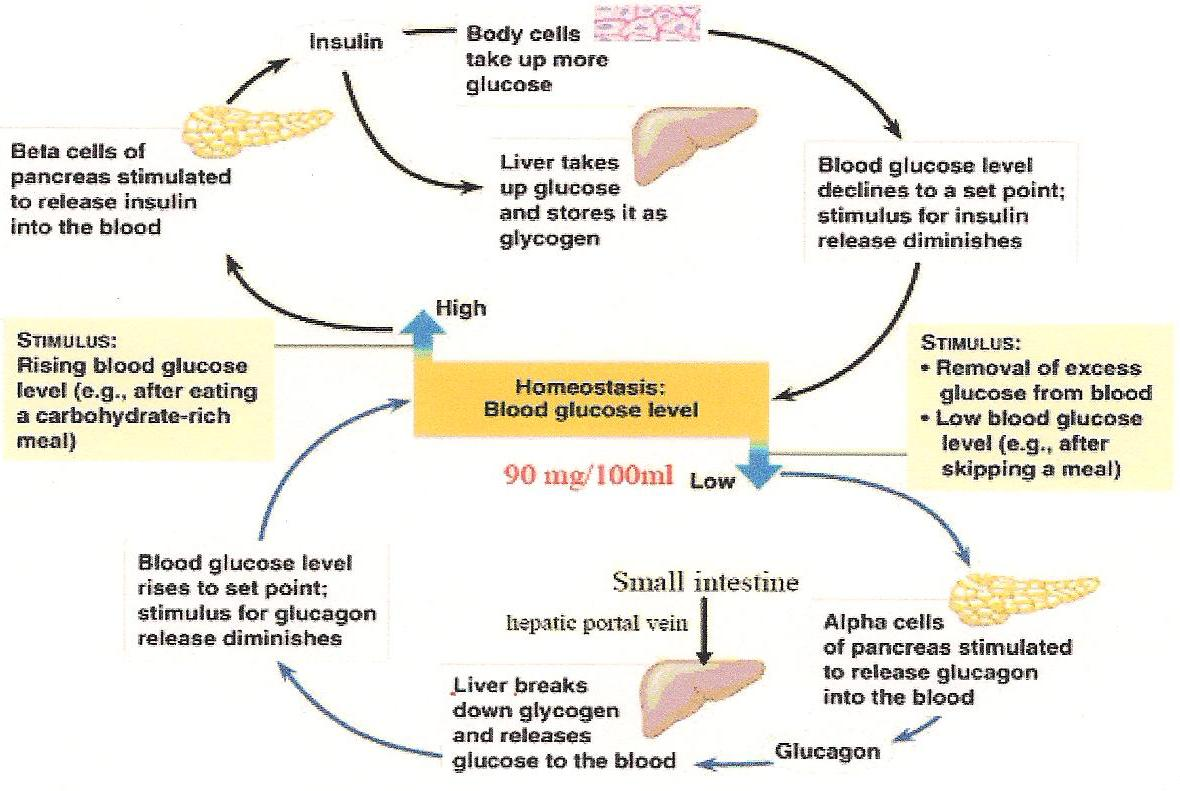 Insulin
Body cells
take up more
glucose
Beta cells of
pancreas stimulated
to release insulin
into the blood
Liver takes
up glucose
and stores it as
glycogen
Blood glucose level
declines to a set point;
stimulus for insulin
release diminishes
High
STIMULUS:
Rising blood glucose
level (e.g., after eating
a carbohydrate-rich
meal)
Homeostasis:
Blood glucose level
STIMULUS:
• Removal of excess
glucose from blood
• Low blood glucose
level (e.g., after
skipping a meal)
90 mg/100ml
Low
Blood glucose level
rises to set point;
stimulus for glucagon
release diminishes
Small intestine
hepatic portal vein
Alpha cells
of pancreas stimulated
to release glucagon
into the blood
Liver breaks
down glycogen
and releases
glucose to the blood
Glucagon